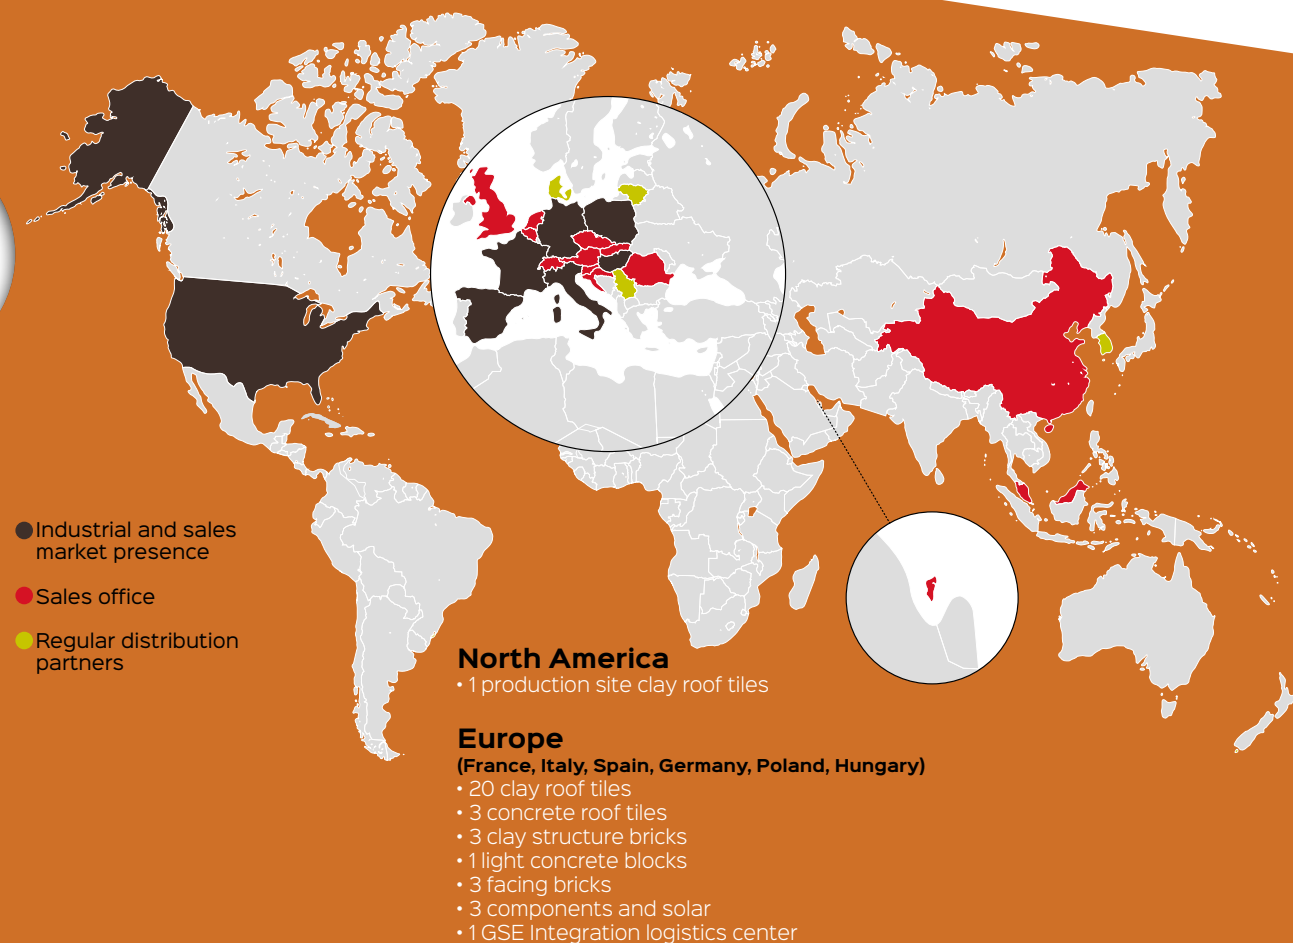 Industrial and sales
market presence
Sales office
Regular distribution
partners
North America
• 1 production site clay roof tiles
Europe
(France, Italy, Spain, Germany, Poland, Hungary)
• 20 clay roof tiles
• 3 concrete roof tiles
• 3 clay structure bricks
• 1 light concrete blocks
• 3 facing bricks
• 3 components and solar
• 1 GSE Integration logistics center